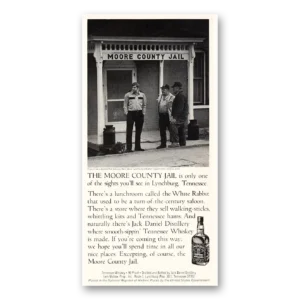 MOORE COUNTY JAIL
THE MOORE COUNTY JAIL is only one
of the sights you'll see in Lynchburg, Tennessee.
There's a lunchroom called the White Rabbit
that used to be a turn of the century saloon.
There's a store where they sell walking sticks,
whittling kits and Tennessee hams. And
naturally there's Jack Daniel Distillery
where smooth sippin' Tennessee Whiskey
is made. If you're coming this way,
we hope you'll spend time in all our
nice places. Excepting, of course, the
Moore County Jail.